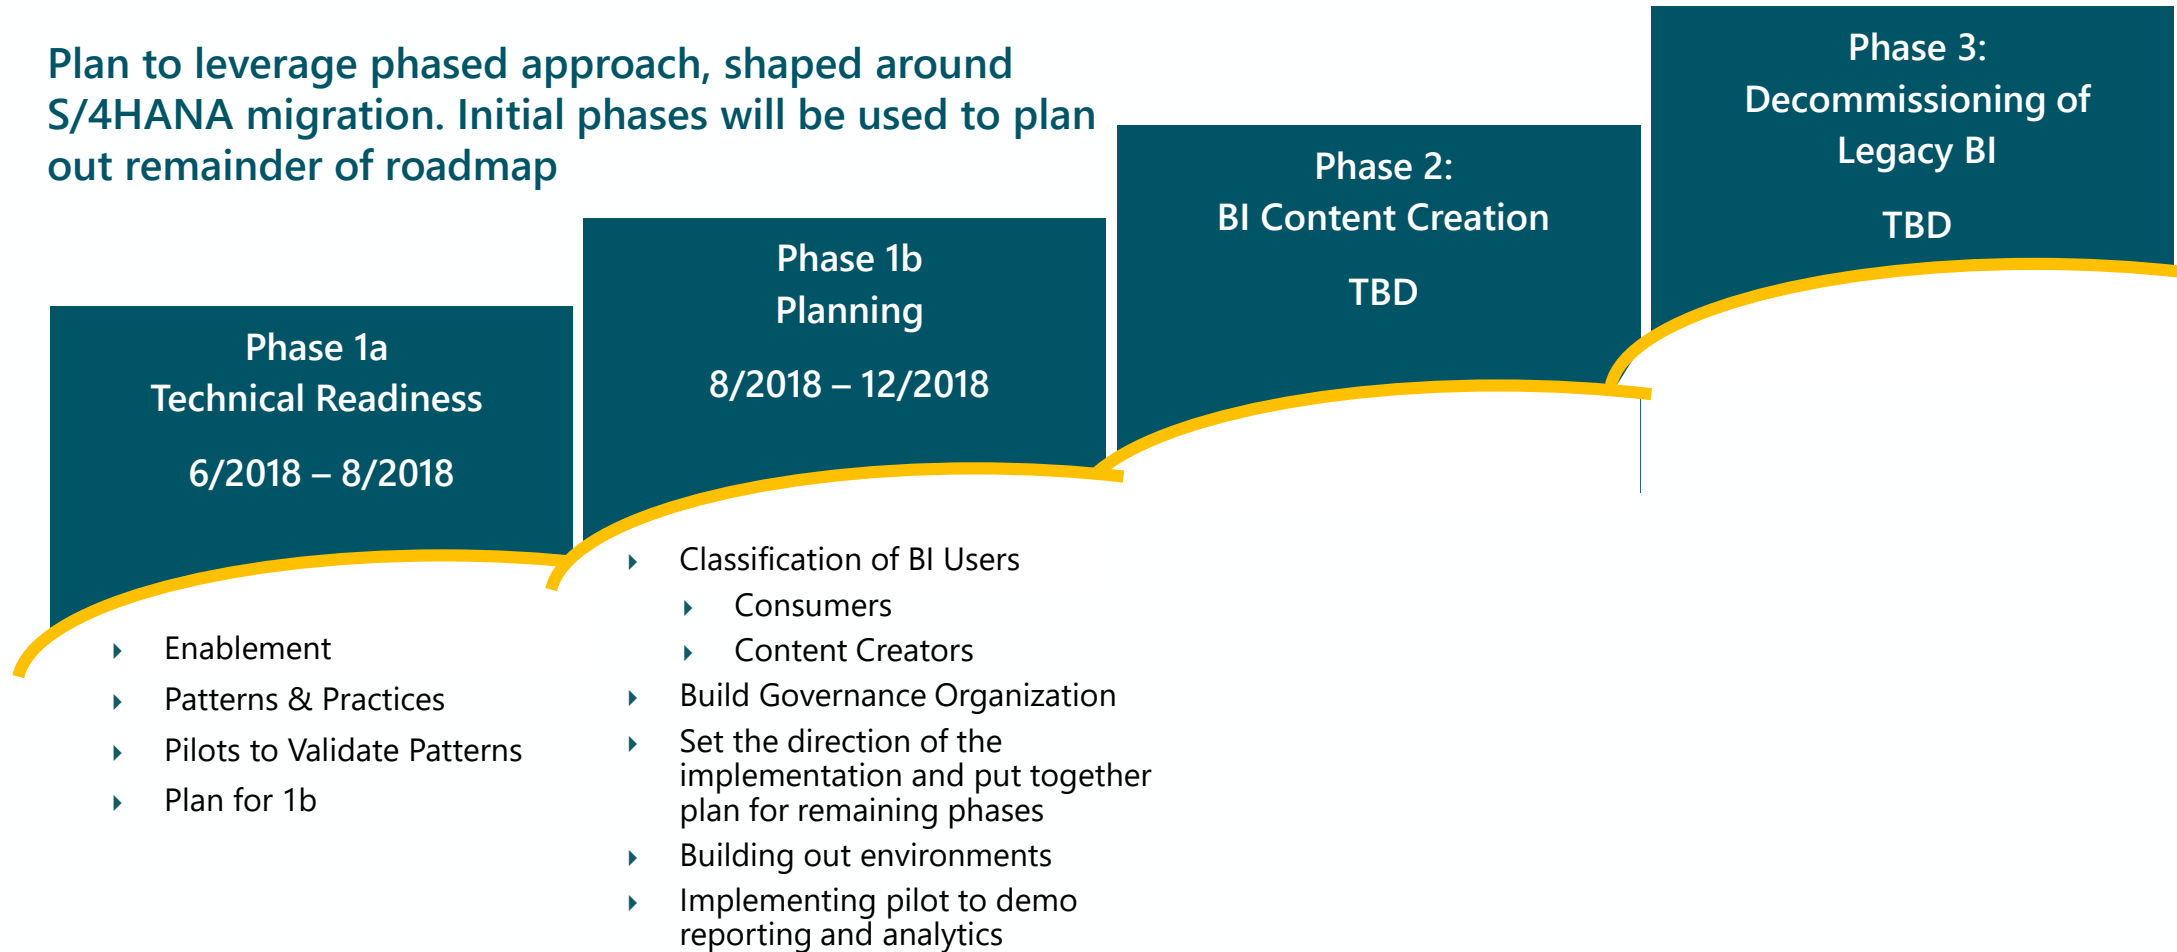 Plan to leverage phased approach, shaped around
S/4HANA migration. Initial phases will be used to plan
out remainder of roadmap
Phase 1a
Technical Readiness
6/2018 – 8/2018
Enablement
Patterns & Practices
Pilots to Validate Patterns
Plan for 1b
Phase 1b
Planning
8/2018 – 12/2018
Classification of BI Users
Consumers
Content Creators
Build Governance Organization
Set the direction of the
implementation and put together
plan for remaining phases
Building out environments
Implementing pilot to demo
reporting and analytics
Phase 2:
BI Content Creation
TBD
Phase 3:
Decommissioning of
Legacy BI
TBD